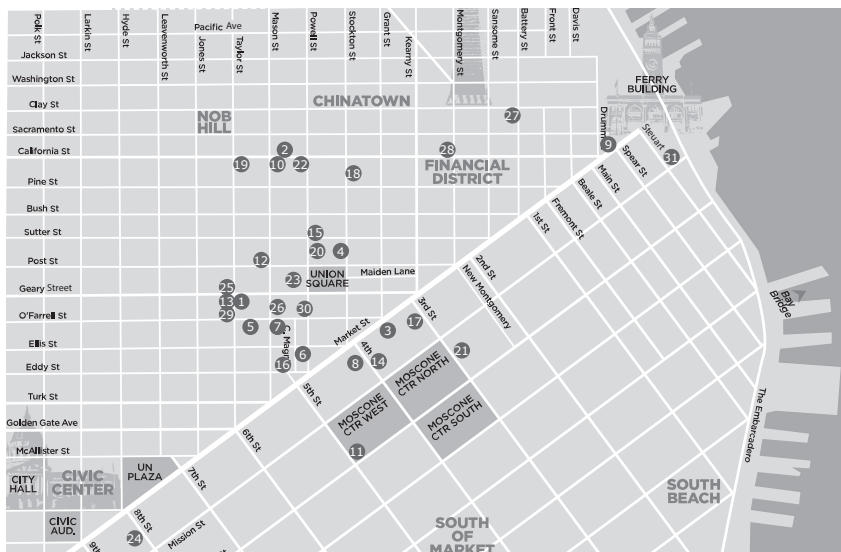 Polk St
Larkin St
Hyde St
Leavenworth St
Jones St
Taylor St
Mason St
Powell St
Stockton St
Grant St
Kearny St
Montgomery St
Sansome St
Battery St
Front St
Davis St
Pacific Ave
Jackson St
Washington St
Clay St
Sacramento St
California St
Pine St
Bush St
Sutter St
Post St
Geary Street
O'Farrell St
Ellis St
Eddy St
Turk St
Golden Gate Ave
McAllister St
NOB
HILL
CHINATOWN
FINANCIAL
DISTRICT
FERRY
BUILDING
Drumm
Steuart
Spear St
Main St
Beale St
Fremont St
1st St
2nd St
New Montgomery
3rd St
4th
5th St
6th St
7th St
8th St
9th
Market St
Mission St
Maiden Lane
UNION
SQUARE
C. Magn
MOSCONE
CTR NORTH
MOSCONE
CTR WEST
MOSCONE
CTR SOUTH
Bay
Bridge
The Embarcadero
SOUTH
BEACH
SOUTH
OF
MARKET
CITY
HALL
CIVIC
CENTER
UN
PLAZA
CIVIC
AUD.
27
2
28
9
31
19
10
22
18
15
20
4
12
23
25
13
1
26
30
29
5
7
17
3
6
16
8
14
21
11
24